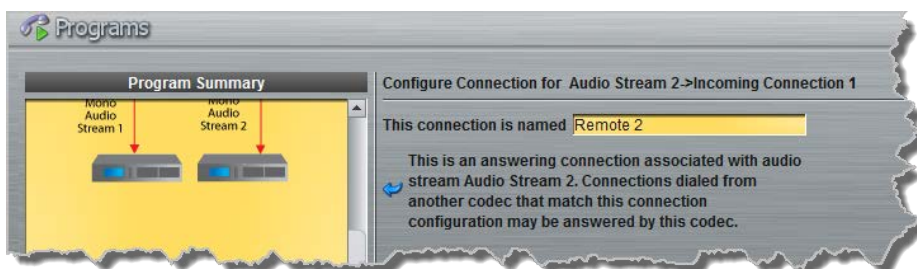 Programs
Program Summary
Mono
Audio
Stream 1
Mono
Audio
Stream 2
Configure Connection for Audio Stream 2->Incoming Connection 1
This connection is named Remote 2
This is an answering connection associated with audio
stream Audio Stream 2. Connections dialed from
another codec that match this connection
configuration may be answered by this codec.